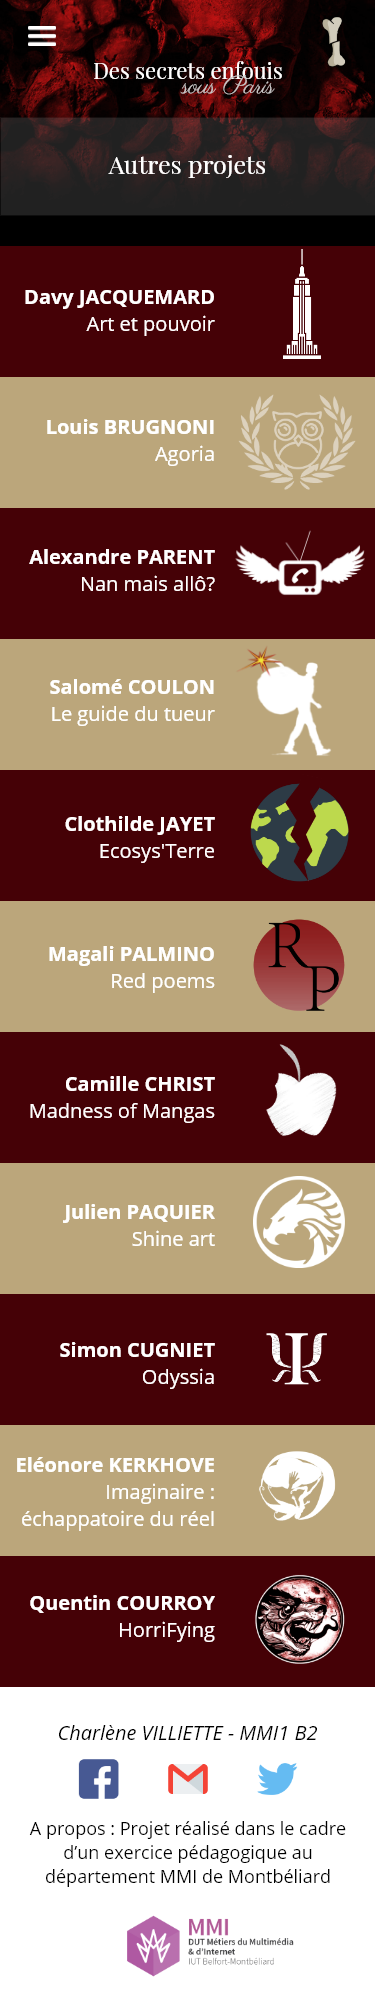 Des secrets enfouis
sous Paris
Autres projets
Davy JACQUEMARD
Art et pouvoir
Louis BRUGNONI
Agoria
Alexandre PARENT
Nan mais allô?
Salomé COULON
Le guide du tueur
Clothilde JAYET
Ecosys'Terre
Magali PALMINO
Red poems
RP
Camille CHRIST
Madness of Mangas
Julien PAQUIER
Shine art
Simon CUGNIET
Odyssia
Eléonore KERKHOVE
Imaginaire :
échappatoire du réel
Quentin COURROY
HorriFying
Charlène VILLIETTE - MMI1 B2
A propos : Projet réalisé dans le cadre
d'un exercice pédagogique au
département MMI de Montbéliard
MMI
DUT Métiers du Multimédia
& d'Internet
IUT Belfort-Montbéliard